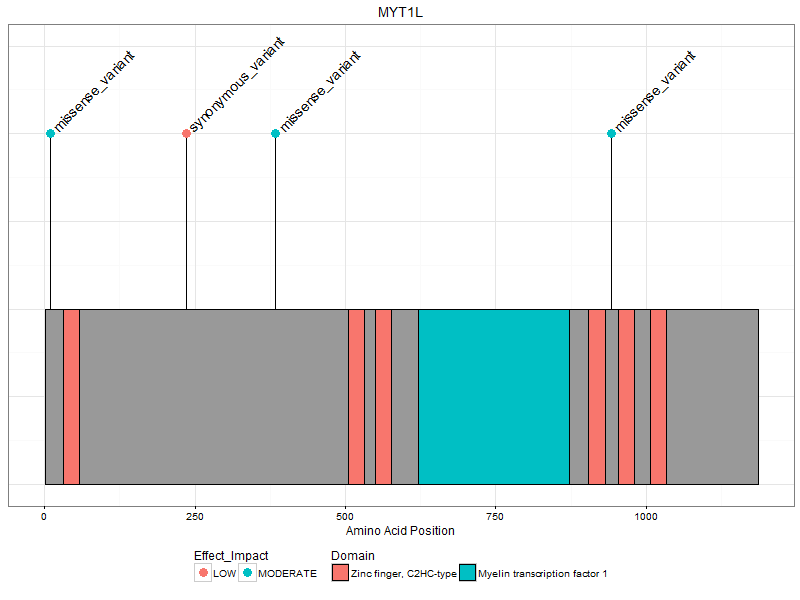 MYT1L
missense_variant
synonymous_variant
missense_variant
missense_variant
0 250 500 750 1000
Amino Acid Position
Effect_Impact
LOW MODERATE
Domain
Zinc finger, C2HC-type Myelin transcription factor 1